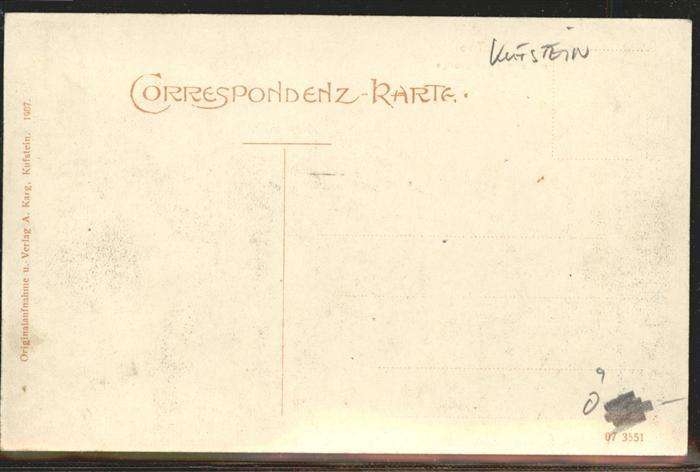 KUFSTEIN
CORRESPONDENZ-KARTE.
Originalaufnahme u. Verlag A. Karg, Kufstein. 1907.
07 3551